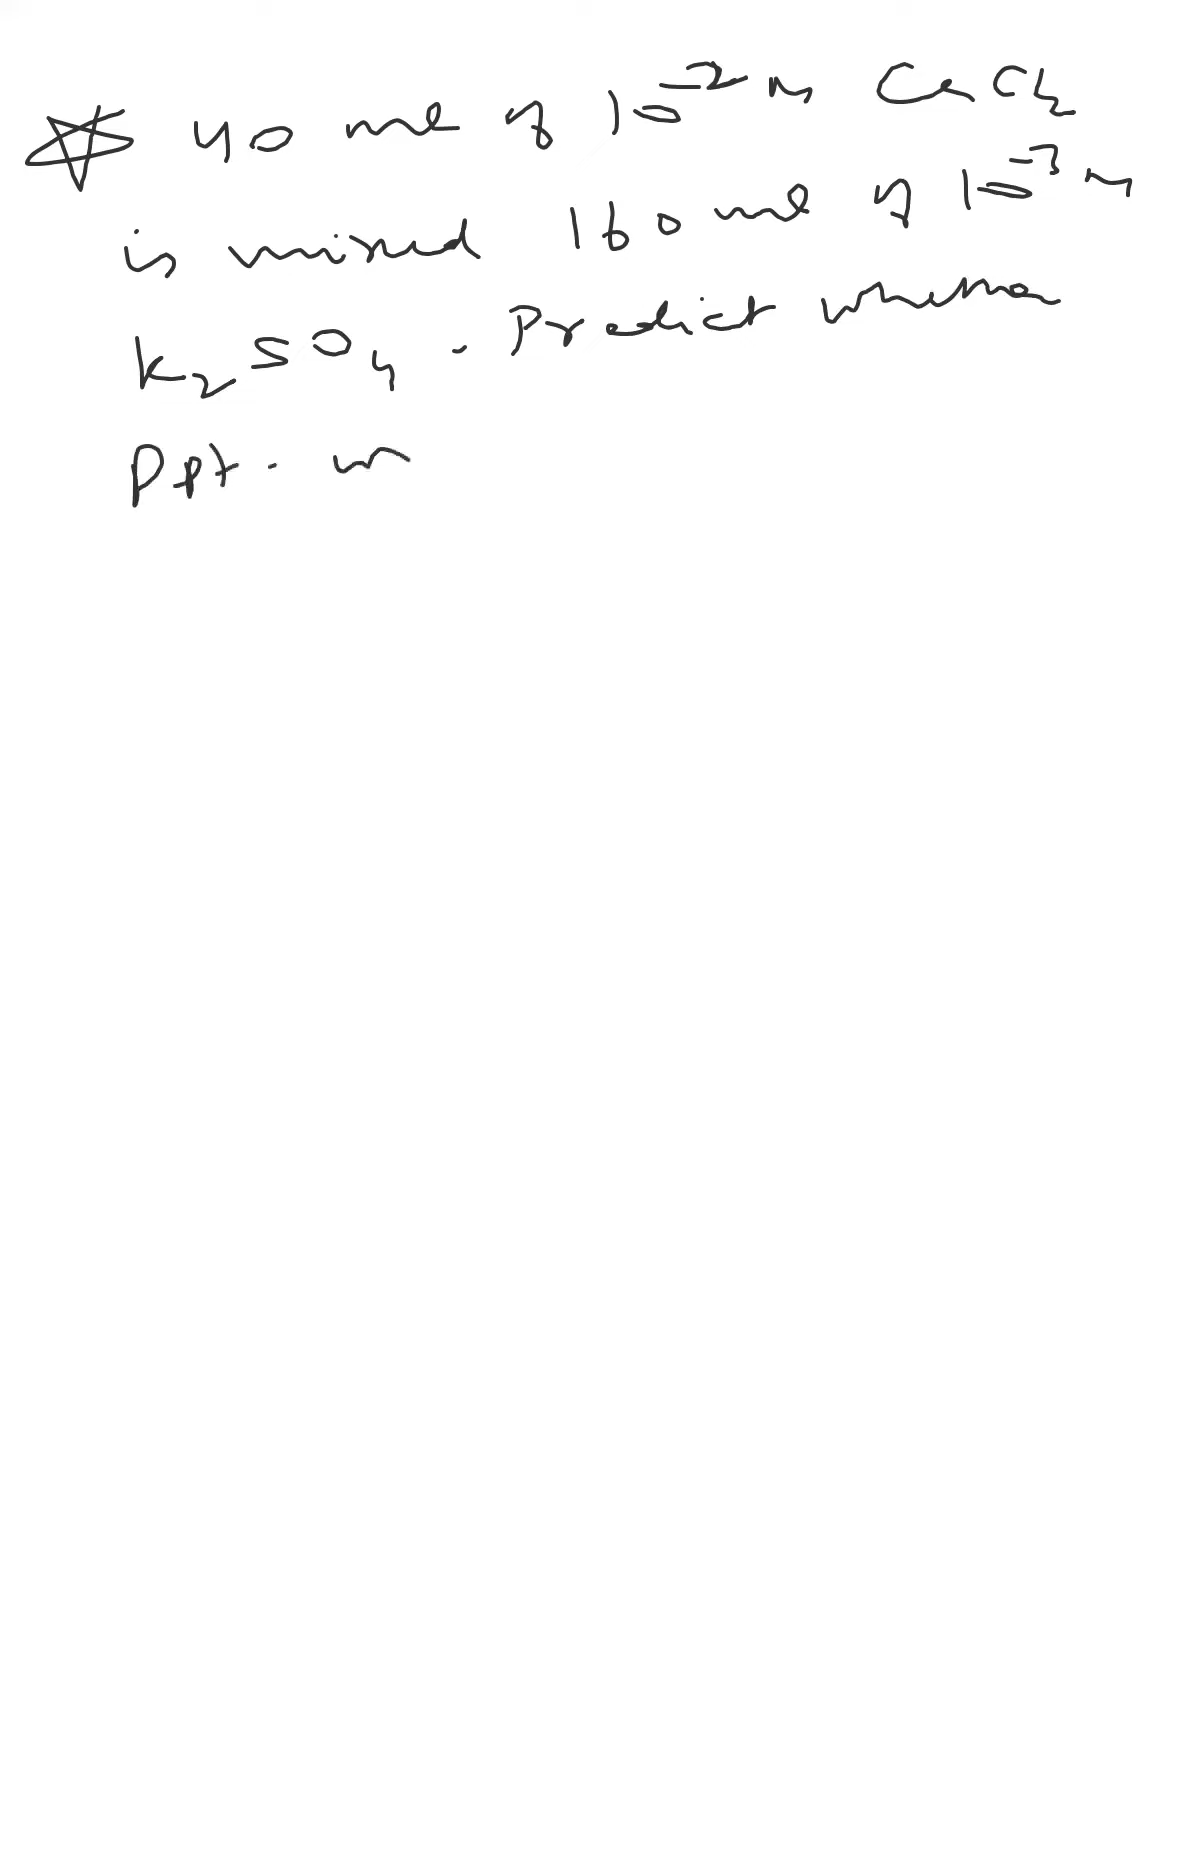 40 ml of 10⁻² M CaCl₂
is mixed 160 ml of 10⁻³ M
K₂SO₄. Predict whether
Ppt.